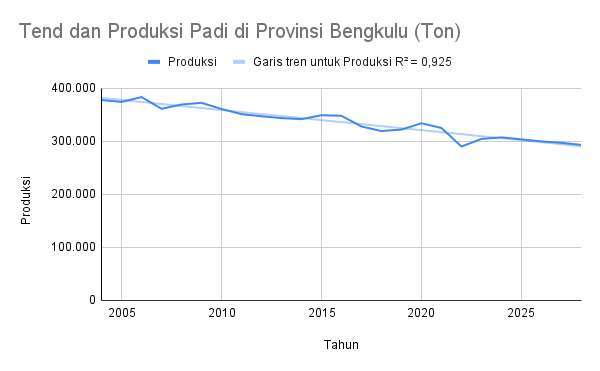 Tend dan Produksi Padi di Provinsi Bengkulu (Ton)
Produksi Garis tren untuk Produksi R² = 0,925
400.000
300.000
200.000
100.000
0
Produksi
2005 2010 2015 2020 2025
Tahun